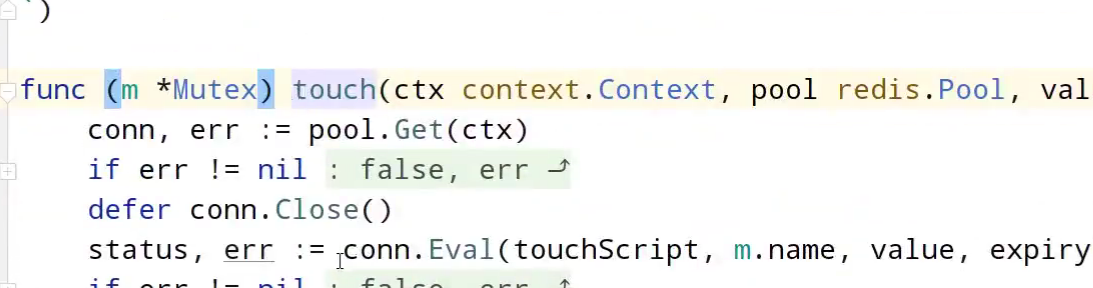 `)
func (m *Mutex) touch(ctx context.Context, pool redis.Pool, val
conn, err := pool.Get(ctx)
if err != nil : false, err ⤴
defer conn.Close()
status, err := conn.Eval(touchScript, m.name, value, expiry
if err != nil : false, err ⤴